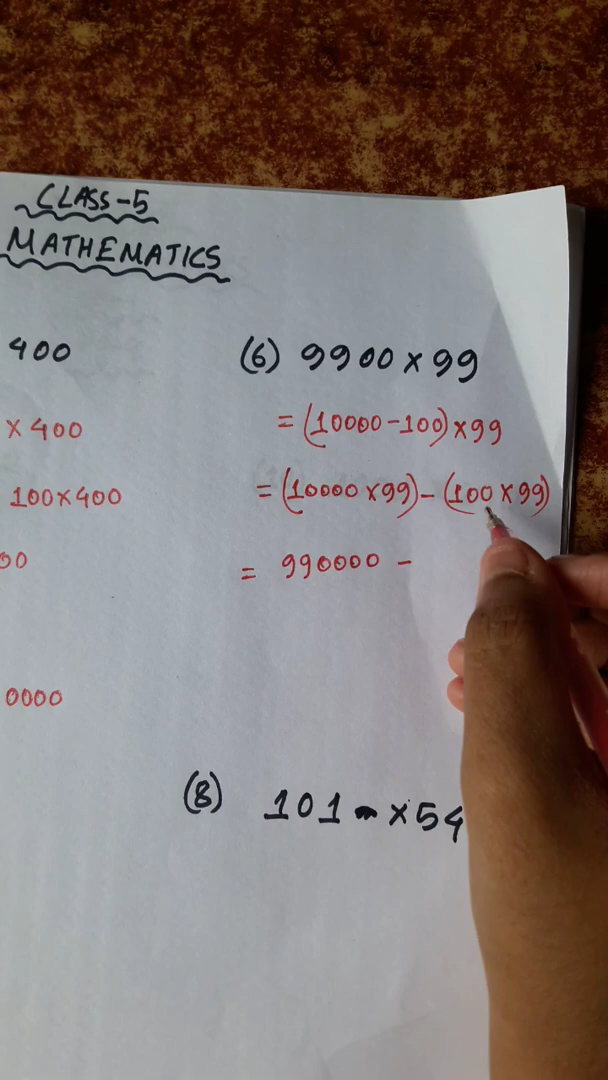 CLASS-5
MATHEMATICS
400
× 400
100×400
00
0000
(6) 9900 × 99
= (10000-100)×99
= (10000 ×99) - (100 ×99)
= 990000 -
(8) 101 ×54